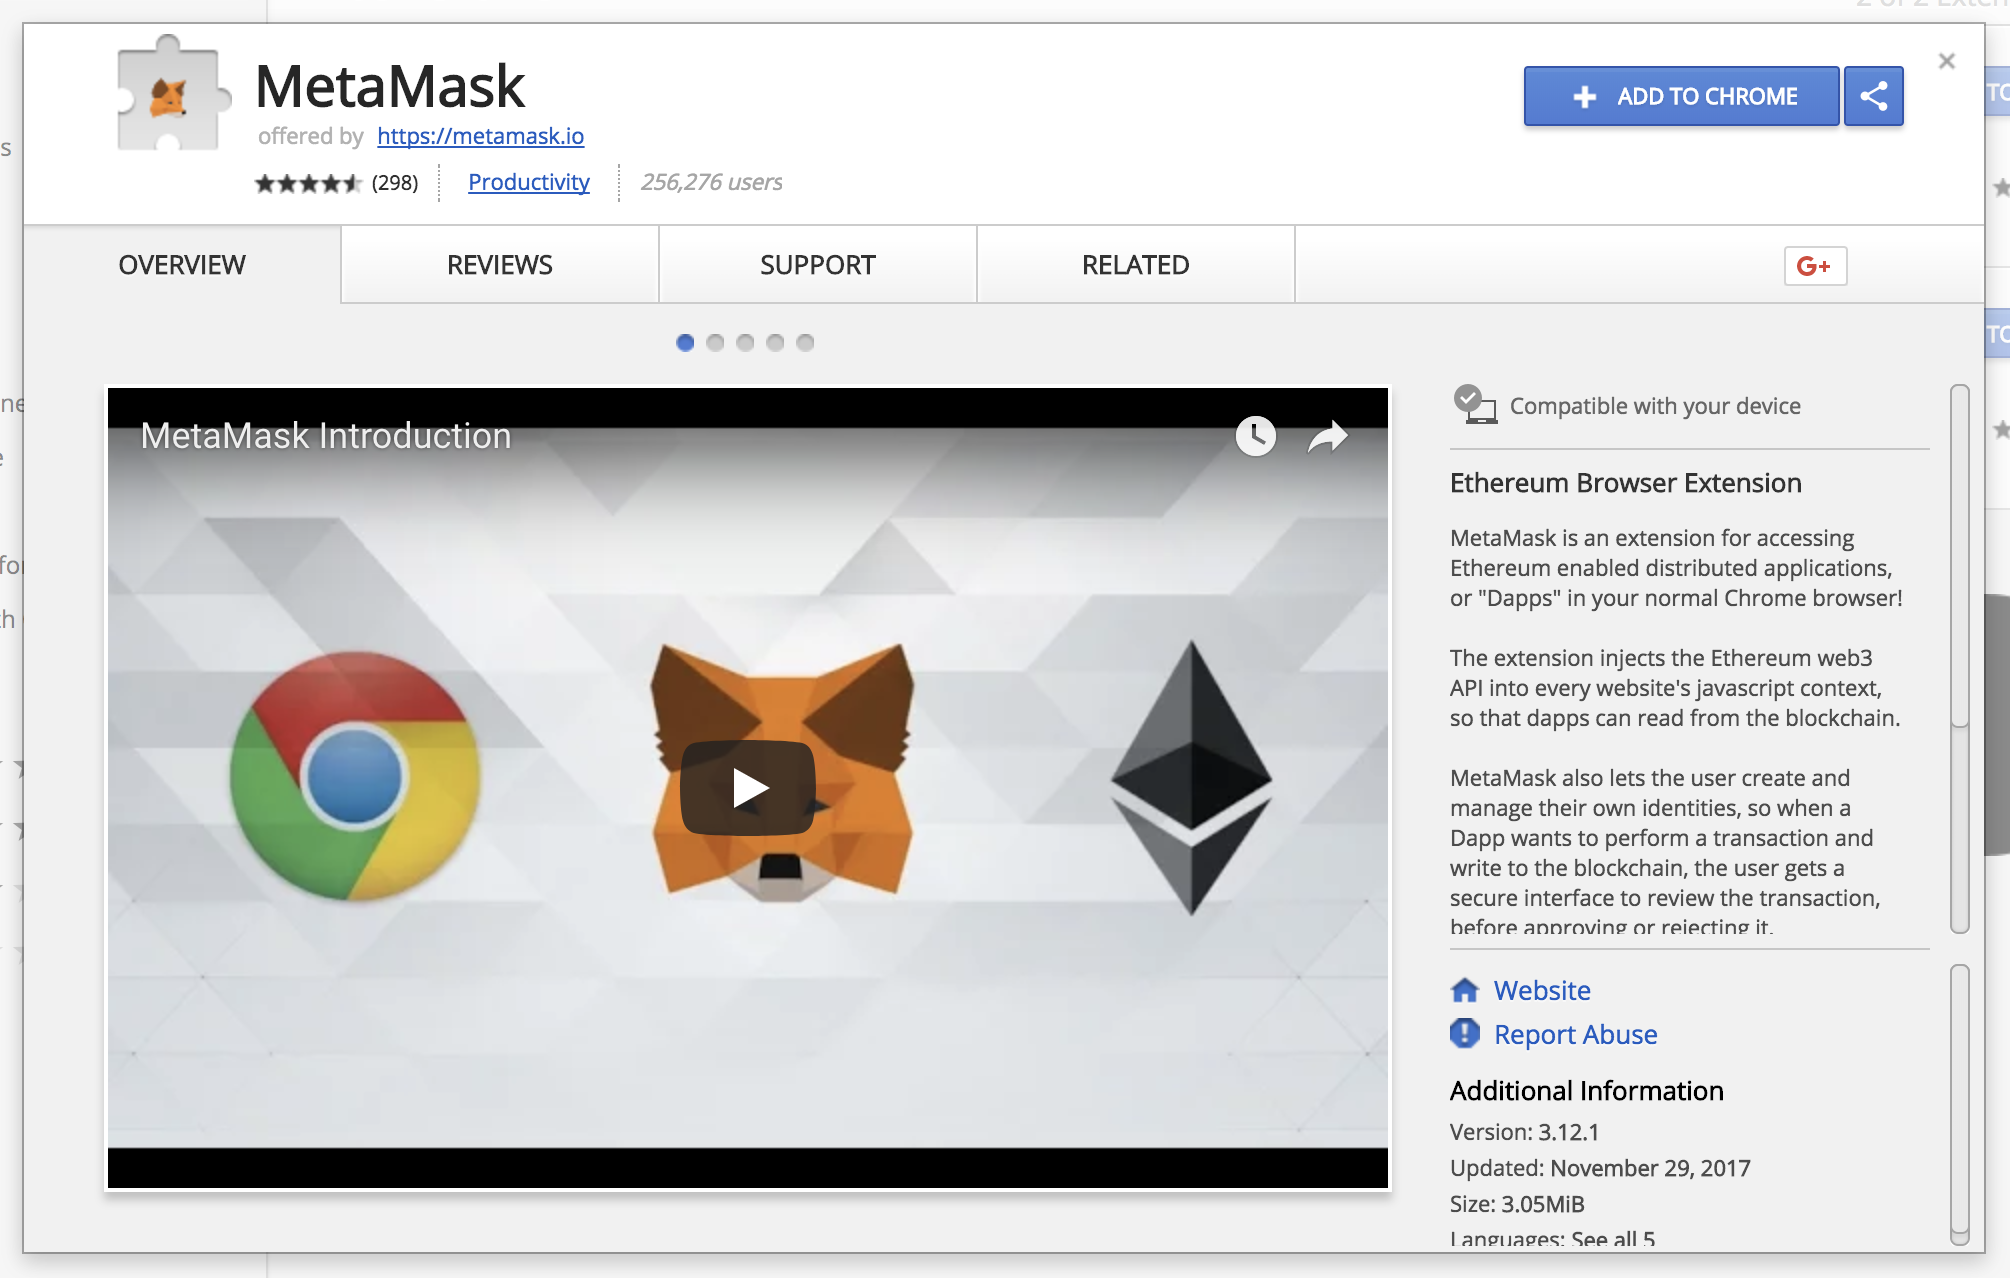 MetaMask
offered by https://metamask.io
(298)
Productivity
256,276 users
ADD TO CHROME
OVERVIEW
REVIEWS
SUPPORT
RELATED
G+
MetaMask Introduction
Compatible with your device
Ethereum Browser Extension
MetaMask is an extension for accessing
Ethereum enabled distributed applications,
or "Dapps" in your normal Chrome browser!
The extension injects the Ethereum web3
API into every website's javascript context,
so that dapps can read from the blockchain.
MetaMask also lets the user create and
manage their own identities, so when a
Dapp wants to perform a transaction and
write to the blockchain, the user gets a
secure interface to review the transaction,
before approving or rejecting it.
Website
Report Abuse
Additional Information
Version: 3.12.1
Updated: November 29, 2017
Size: 3.05MiB
Languages: See all 5